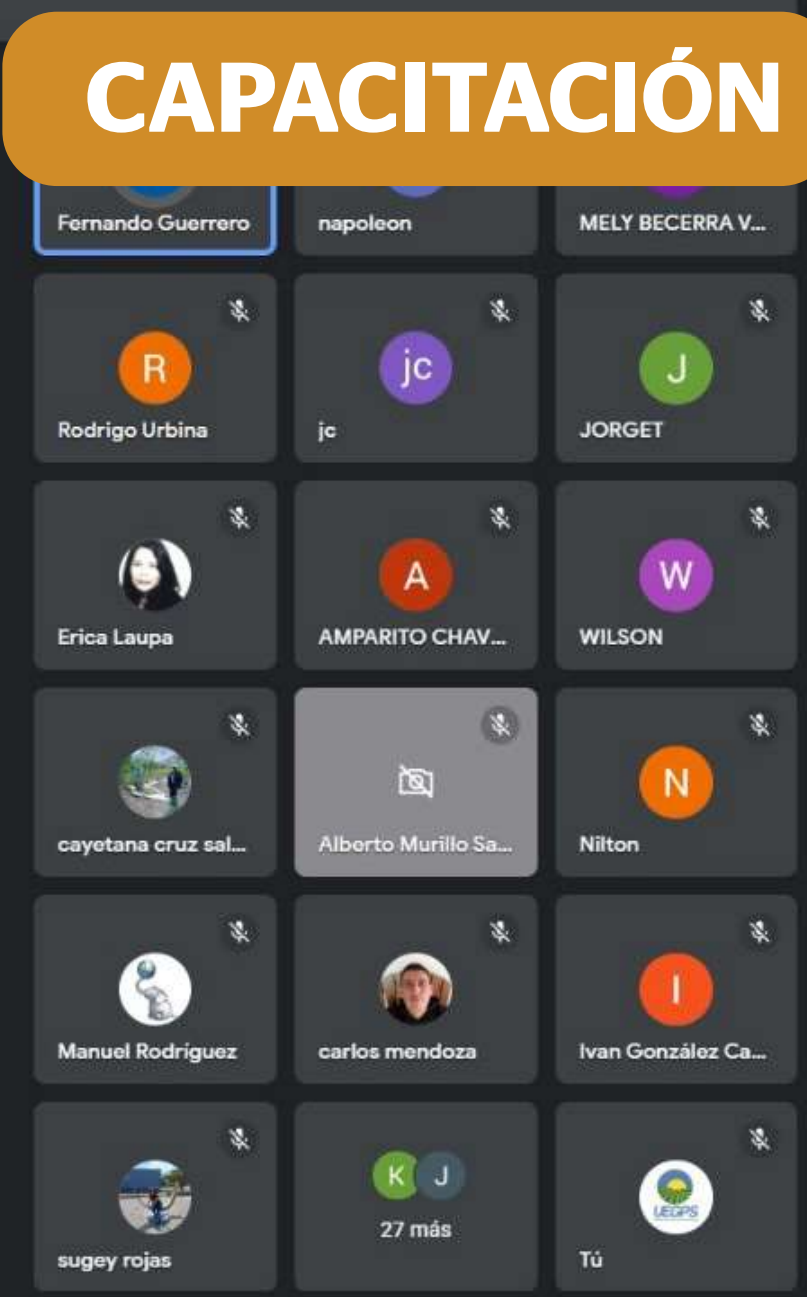 CAPACITACIÓN
Fernando Guerrero
napoleon
MELY BECERRA V...
R
jc
J
Rodrigo Urbina
jc
JORGET
A
W
Erica Laupa
AMPARITO CHAV...
WILSON
N
cayetana cruz sal...
Alberto Murillo Sa...
Nilton
I
Manuel Rodríguez
carlos mendoza
Ivan González Ca...
K J
27 más
UEGPS
sugey rojas
Tú